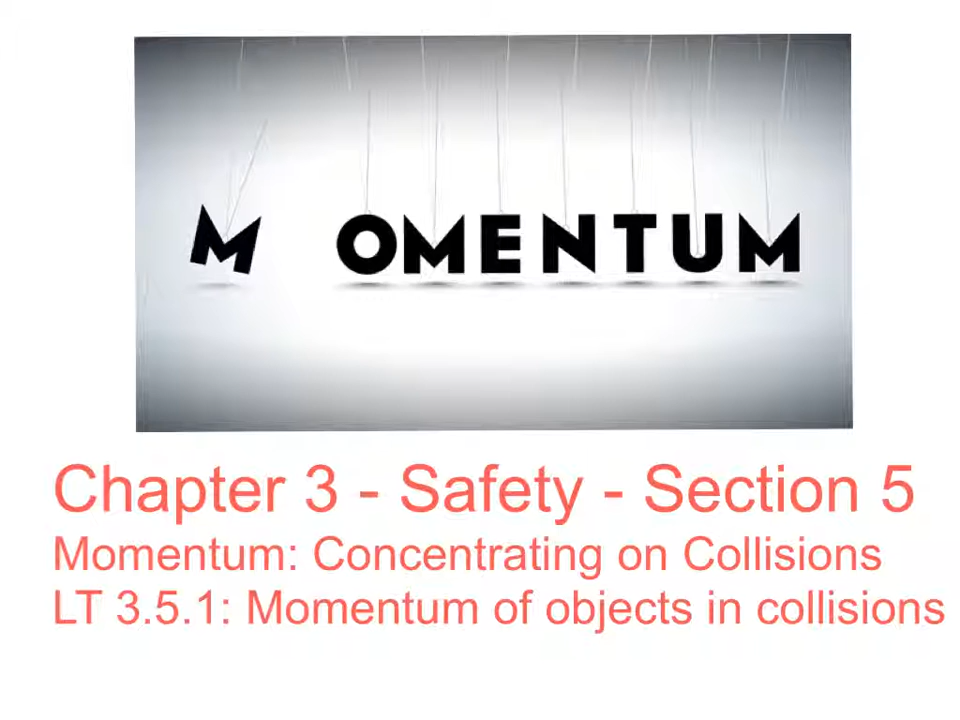 M OMENTUM
Chapter 3 - Safety - Section 5
Momentum: Concentrating on Collisions
LT 3.5.1: Momentum of objects in collisions